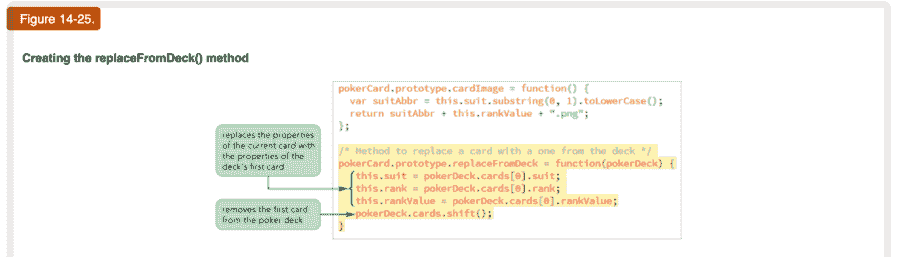 Figure 14-25.
Creating the replaceFromDeck() method
pokerCard.prototype.cardImage = function() {
var suitAbbr = this.suit.substring(0, 1).toLowerCase();
return suitAbbr + this.rankValue + ".png";
};
replaces the properties
of the current card with
the properties of the
deck's first card
/* Method to replace a card with a one from the deck */
pokerCard.prototype.replaceFromDeck = function(pokerDeck) {
this.suit = pokerDeck.cards[0].suit;
this.rank = pokerDeck.cards[0].rank;
this.rankValue = pokerDeck.cards[0].rankValue;
removes the first card
from the poker deck
pokerDeck.cards.shift();
}